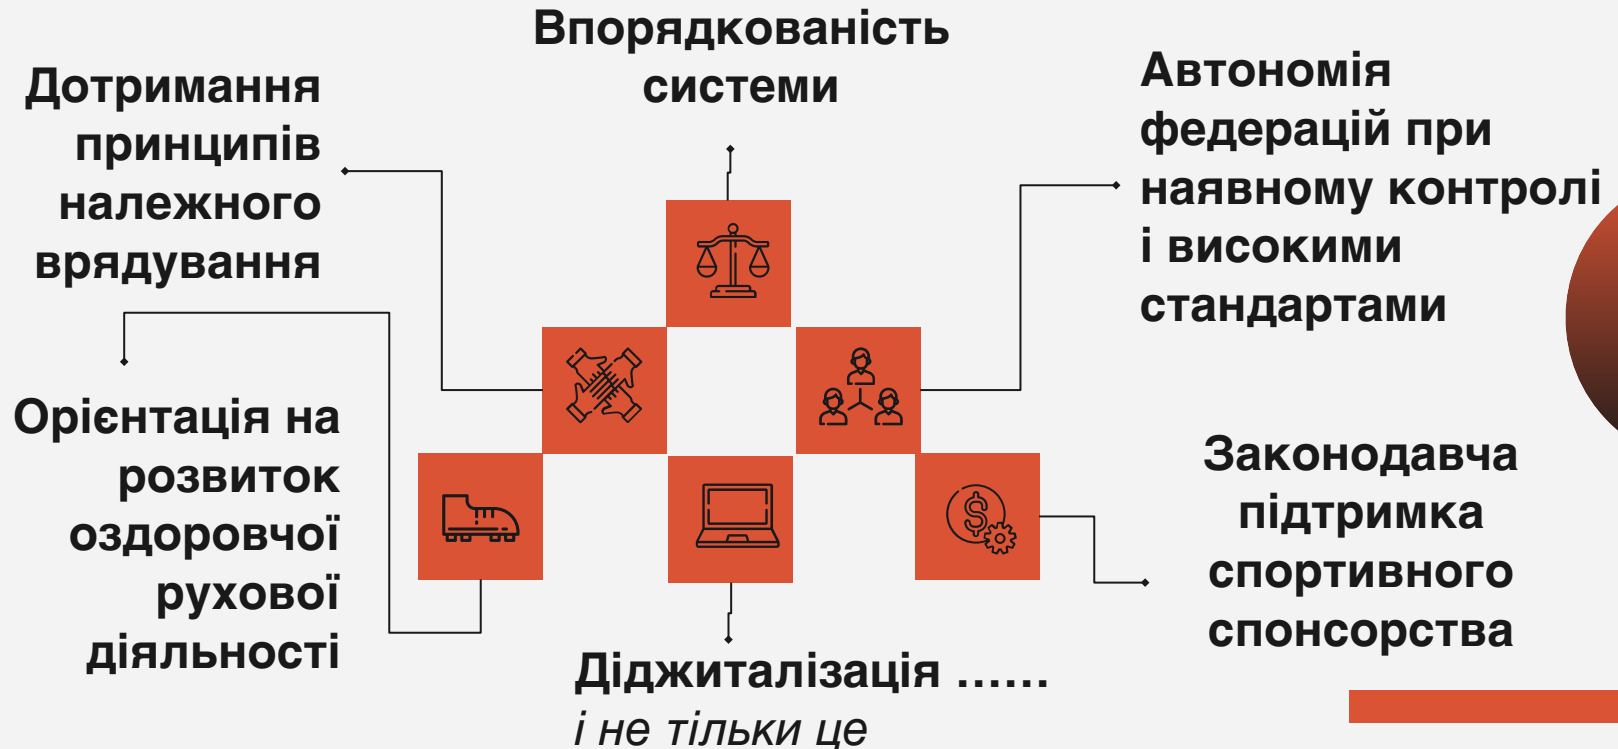 Впорядкованість
системи
Дотримання
принципів
належного
врядування
Автономія
федерацій при
наявному контролі
і високими
стандартами
Орієнтація на
розвиток
оздоровчої
рухової
діяльності
Законодавча
підтримка
спортивного
спонсорства
Діджиталізація ......
і не тільки це